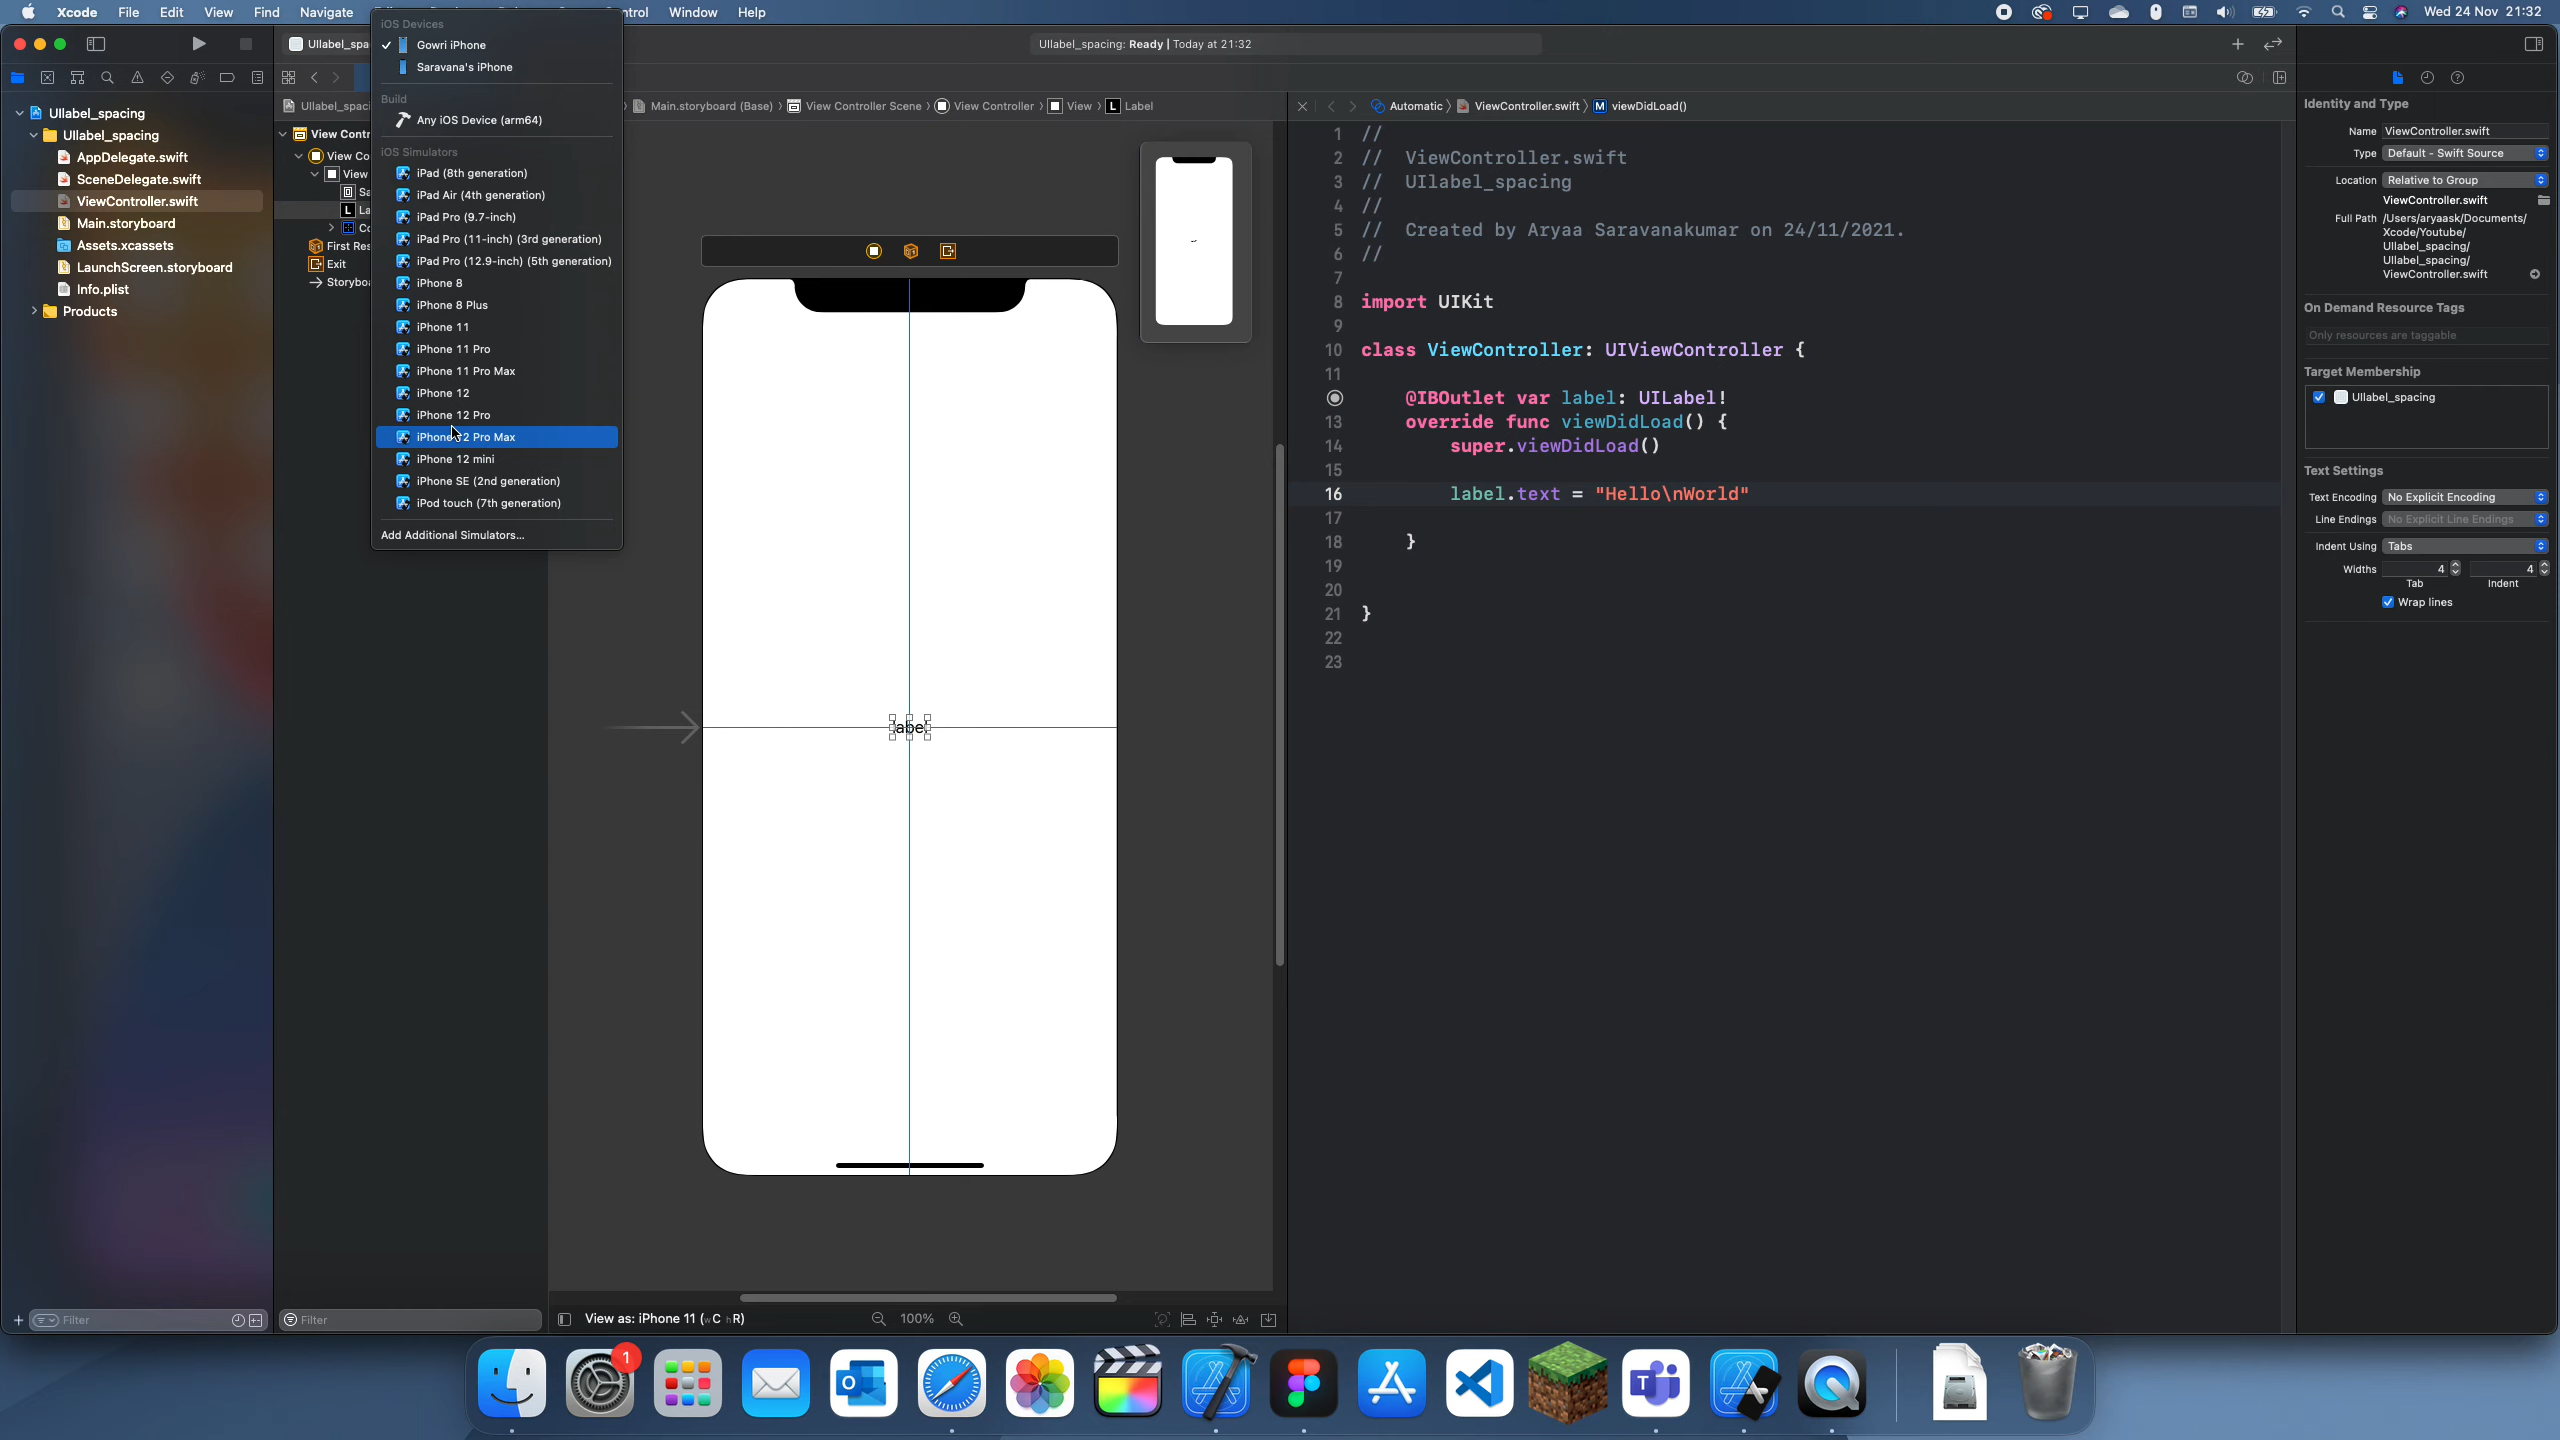 Xcode File Edit View Find Navigate Window Help Wed 24 Nov 21:32
UIlabel_spacing: Ready | Today at 21:32
iOS Devices
Gowri iPhone
Saravana's iPhone
Build
Any iOS Device (arm64)
iOS Simulators
iPad (8th generation)
iPad Air (4th generation)
iPad Pro (9.7-inch)
iPad Pro (11-inch) (3rd generation)
iPad Pro (12.9-inch) (5th generation)
iPhone 8
iPhone 8 Plus
iPhone 11
iPhone 11 Pro
iPhone 11 Pro Max
iPhone 12
iPhone 12 Pro
iPhone 12 Pro Max
iPhone 12 mini
iPhone SE (2nd generation)
iPod touch (7th generation)
Add Additional Simulators...
UIlabel_spacing
UIlabel_spacing
AppDelegate.swift
SceneDelegate.swift
ViewController.swift
Main.storyboard
Assets.xcassets
LaunchScreen.storyboard
Info.plist
Products
Filter
View
Exit
Filter
Main.storyboard (Base) View Controller Scene View Controller View L Label
View as: iPhone 11 (wC hR)
100%
Automatic ViewController.swift M viewDidLoad()
1 //
2 // ViewController.swift
3 // UIlabel_spacing
4 //
5 // Created by Aryaa Saravanakumar on 24/11/2021.
6 //
7
8 import UIKit
9
10 class ViewController: UIViewController {
11
@IBOutlet var label: UILabel!
13 override func viewDidLoad() {
14 super.viewDidLoad()
15
16 label.text = "Hello\nWorld"
17
18 }
19
20
21 }
22
23
Identity and Type
Name ViewController.swift
Type Default - Swift Source
Location Relative to Group
ViewController.swift
Full Path /Users/aryaask/Documents/
Xcode/Youtube/
UIlabel_spacing/
UIlabel_spacing/
ViewController.swift
On Demand Resource Tags
Only resources are taggable
Target Membership
UIlabel_spacing
Text Settings
Text Encoding No Explicit Encoding
Line Endings No Explicit Line Endings
Indent Using Tabs
Widths 4 4
Tab Indent
Wrap lines
1